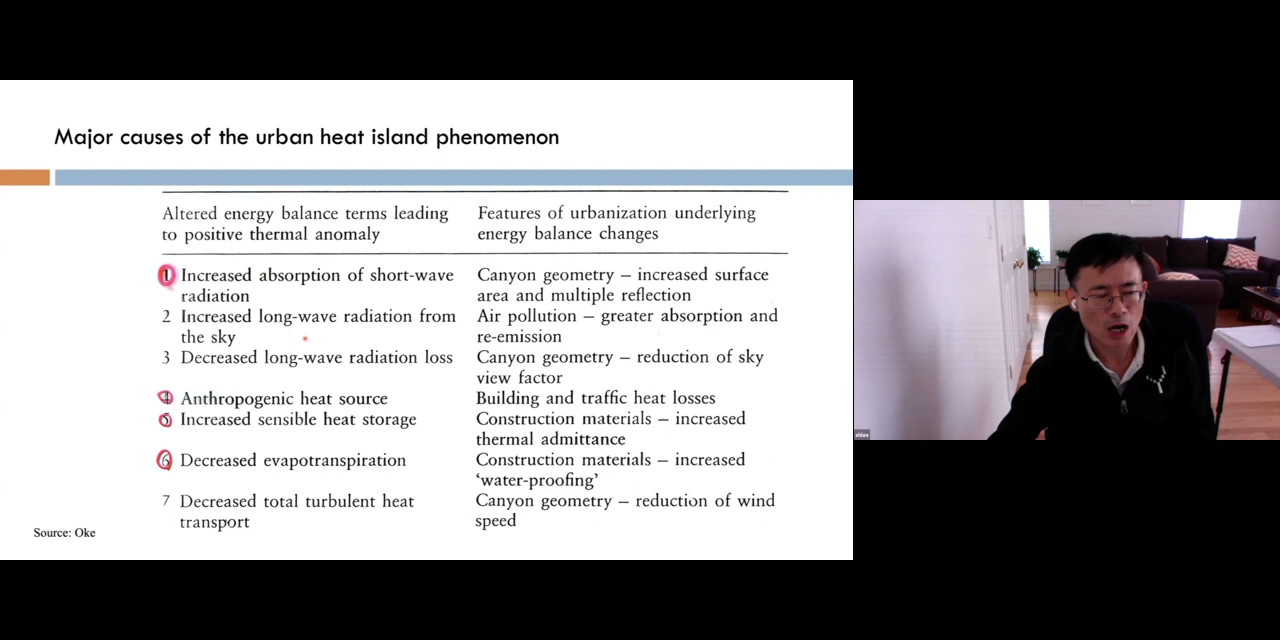 Major causes of the urban heat island phenomenon
Altered energy balance terms leading
to positive thermal anomaly
Features of urbanization underlying
energy balance changes
1 Increased absorption of short-wave
radiation
Canyon geometry – increased surface
area and multiple reflection
2 Increased long-wave radiation from
the sky
Air pollution – greater absorption and
re-emission
3 Decreased long-wave radiation loss
Canyon geometry – reduction of sky
view factor
4 Anthropogenic heat source
Building and traffic heat losses
5 Increased sensible heat storage
Construction materials – increased
thermal admittance
6 Decreased evapotranspiration
Construction materials – increased
‘water-proofing’
7 Decreased total turbulent heat
transport
Canyon geometry – reduction of wind
speed
Source: Oke